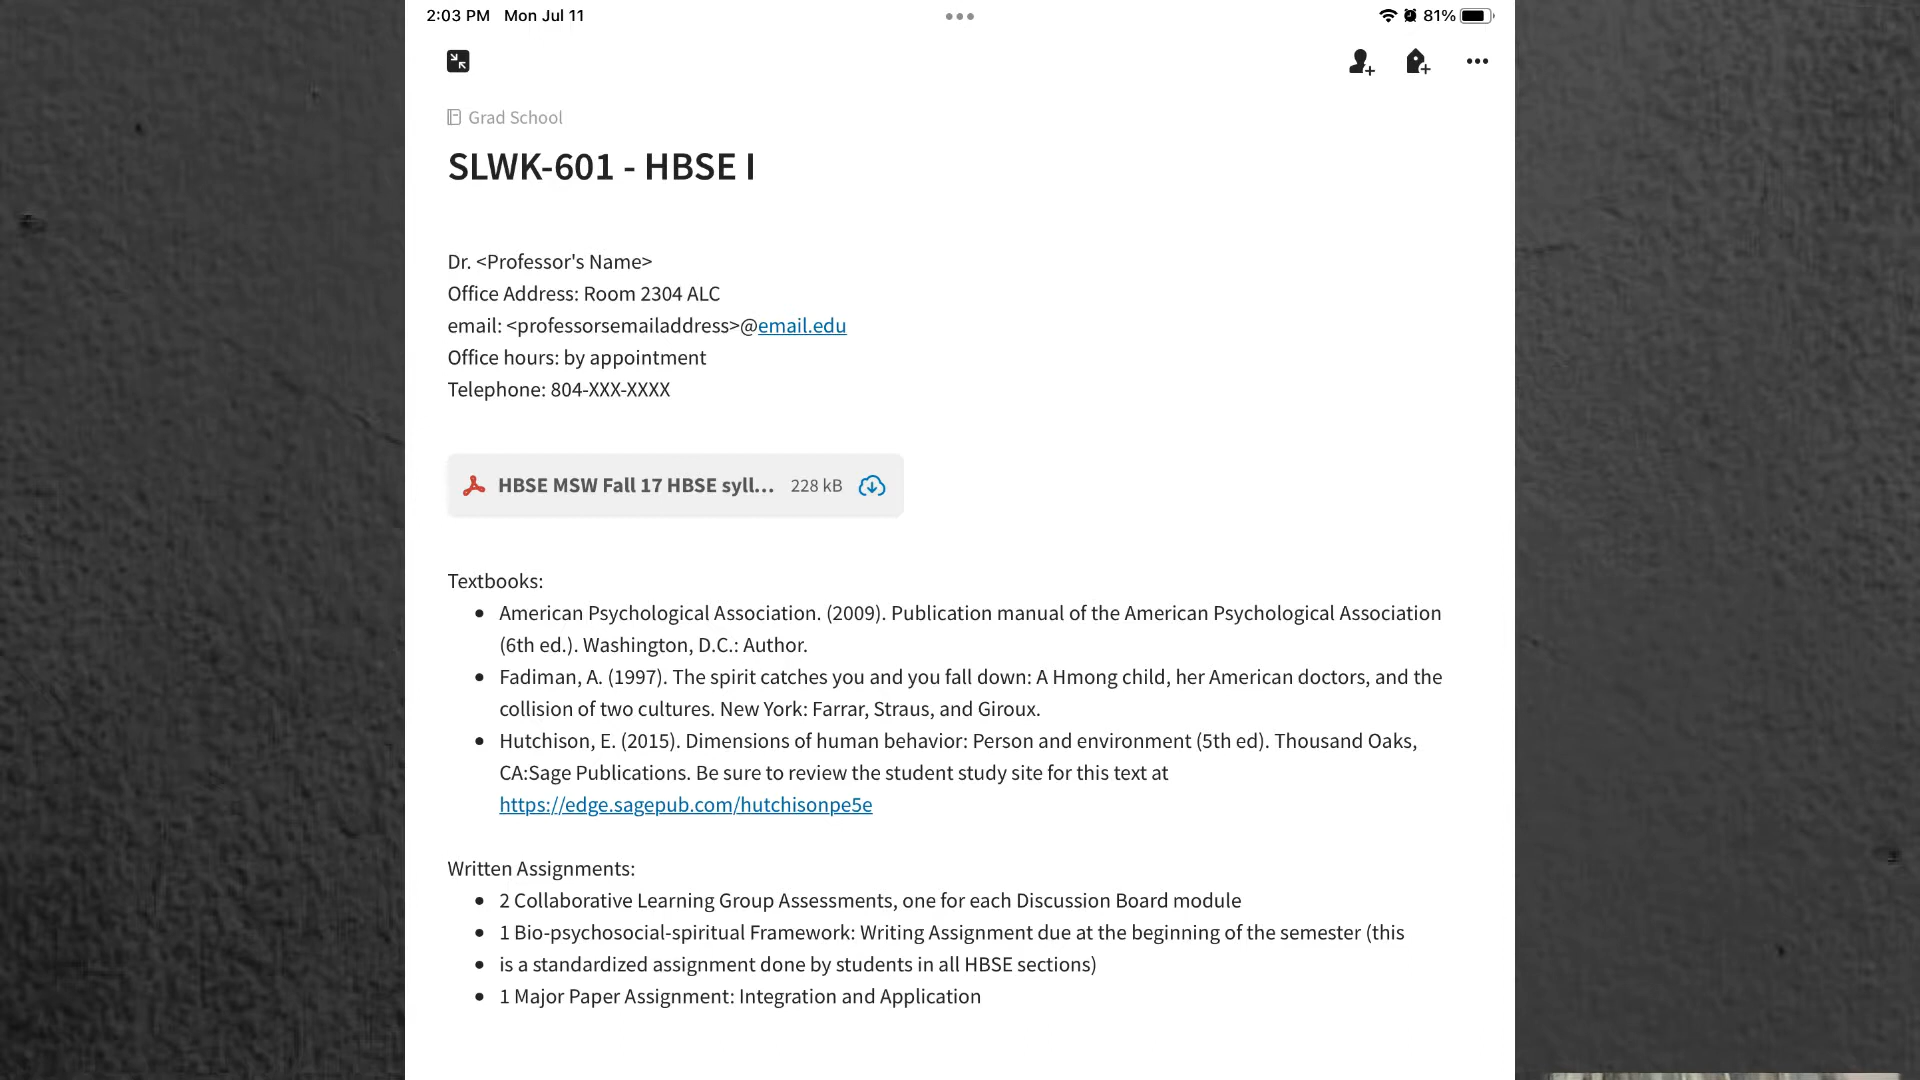 2:03 PM Mon Jul 11
81%
Grad School
SLWK-601 - HBSE I
Dr. <Professor's Name>
Office Address: Room 2304 ALC
email: <professorsemailaddress>@email.edu
Office hours: by appointment
Telephone: 804-XXX-XXXX
HBSE MSW Fall 17 HBSE syll... 228 kB
Textbooks:
• American Psychological Association. (2009). Publication manual of the American Psychological Association
(6th ed.). Washington, D.C.: Author.
• Fadiman, A. (1997). The spirit catches you and you fall down: A Hmong child, her American doctors, and the
collision of two cultures. New York: Farrar, Straus, and Giroux.
• Hutchison, E. (2015). Dimensions of human behavior: Person and environment (5th ed). Thousand Oaks,
CA:Sage Publications. Be sure to review the student study site for this text at
https://edge.sagepub.com/hutchisonpe5e
Written Assignments:
• 2 Collaborative Learning Group Assessments, one for each Discussion Board module
• 1 Bio-psychosocial-spiritual Framework: Writing Assignment due at the beginning of the semester (this
• is a standardized assignment done by students in all HBSE sections)
• 1 Major Paper Assignment: Integration and Application